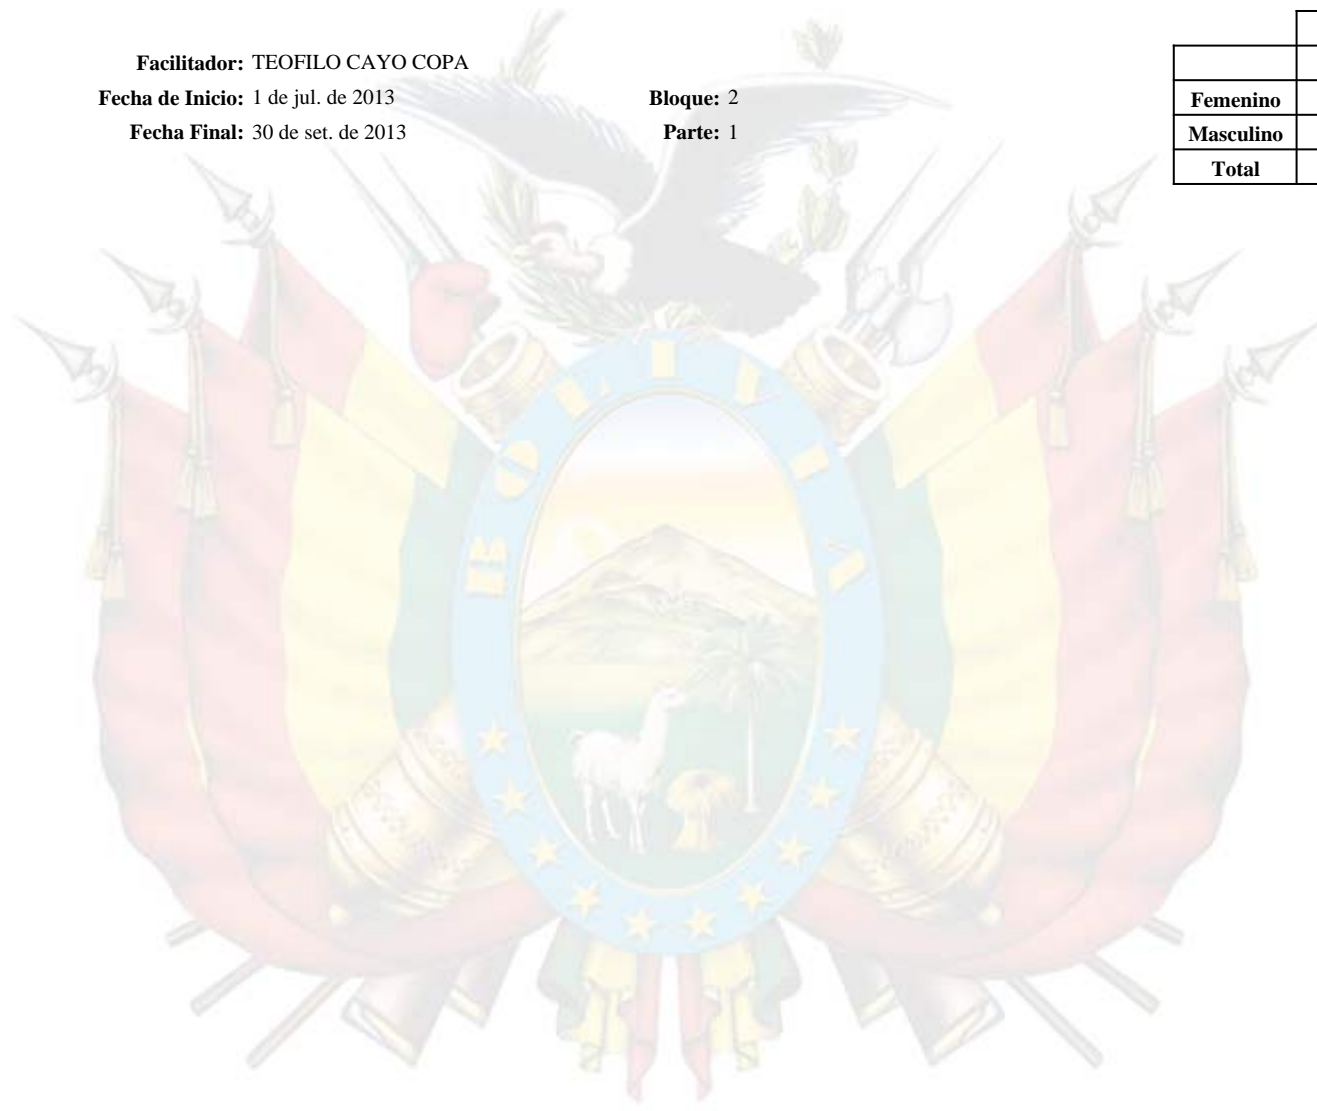 Facilitador: TEOFILO CAYO COPA
Fecha de Inicio: 1 de jul. de 2013 Bloque: 2
Fecha Final: 30 de set. de 2013 Parte: 1
Femenino
Masculino
Total
BOLIVIA